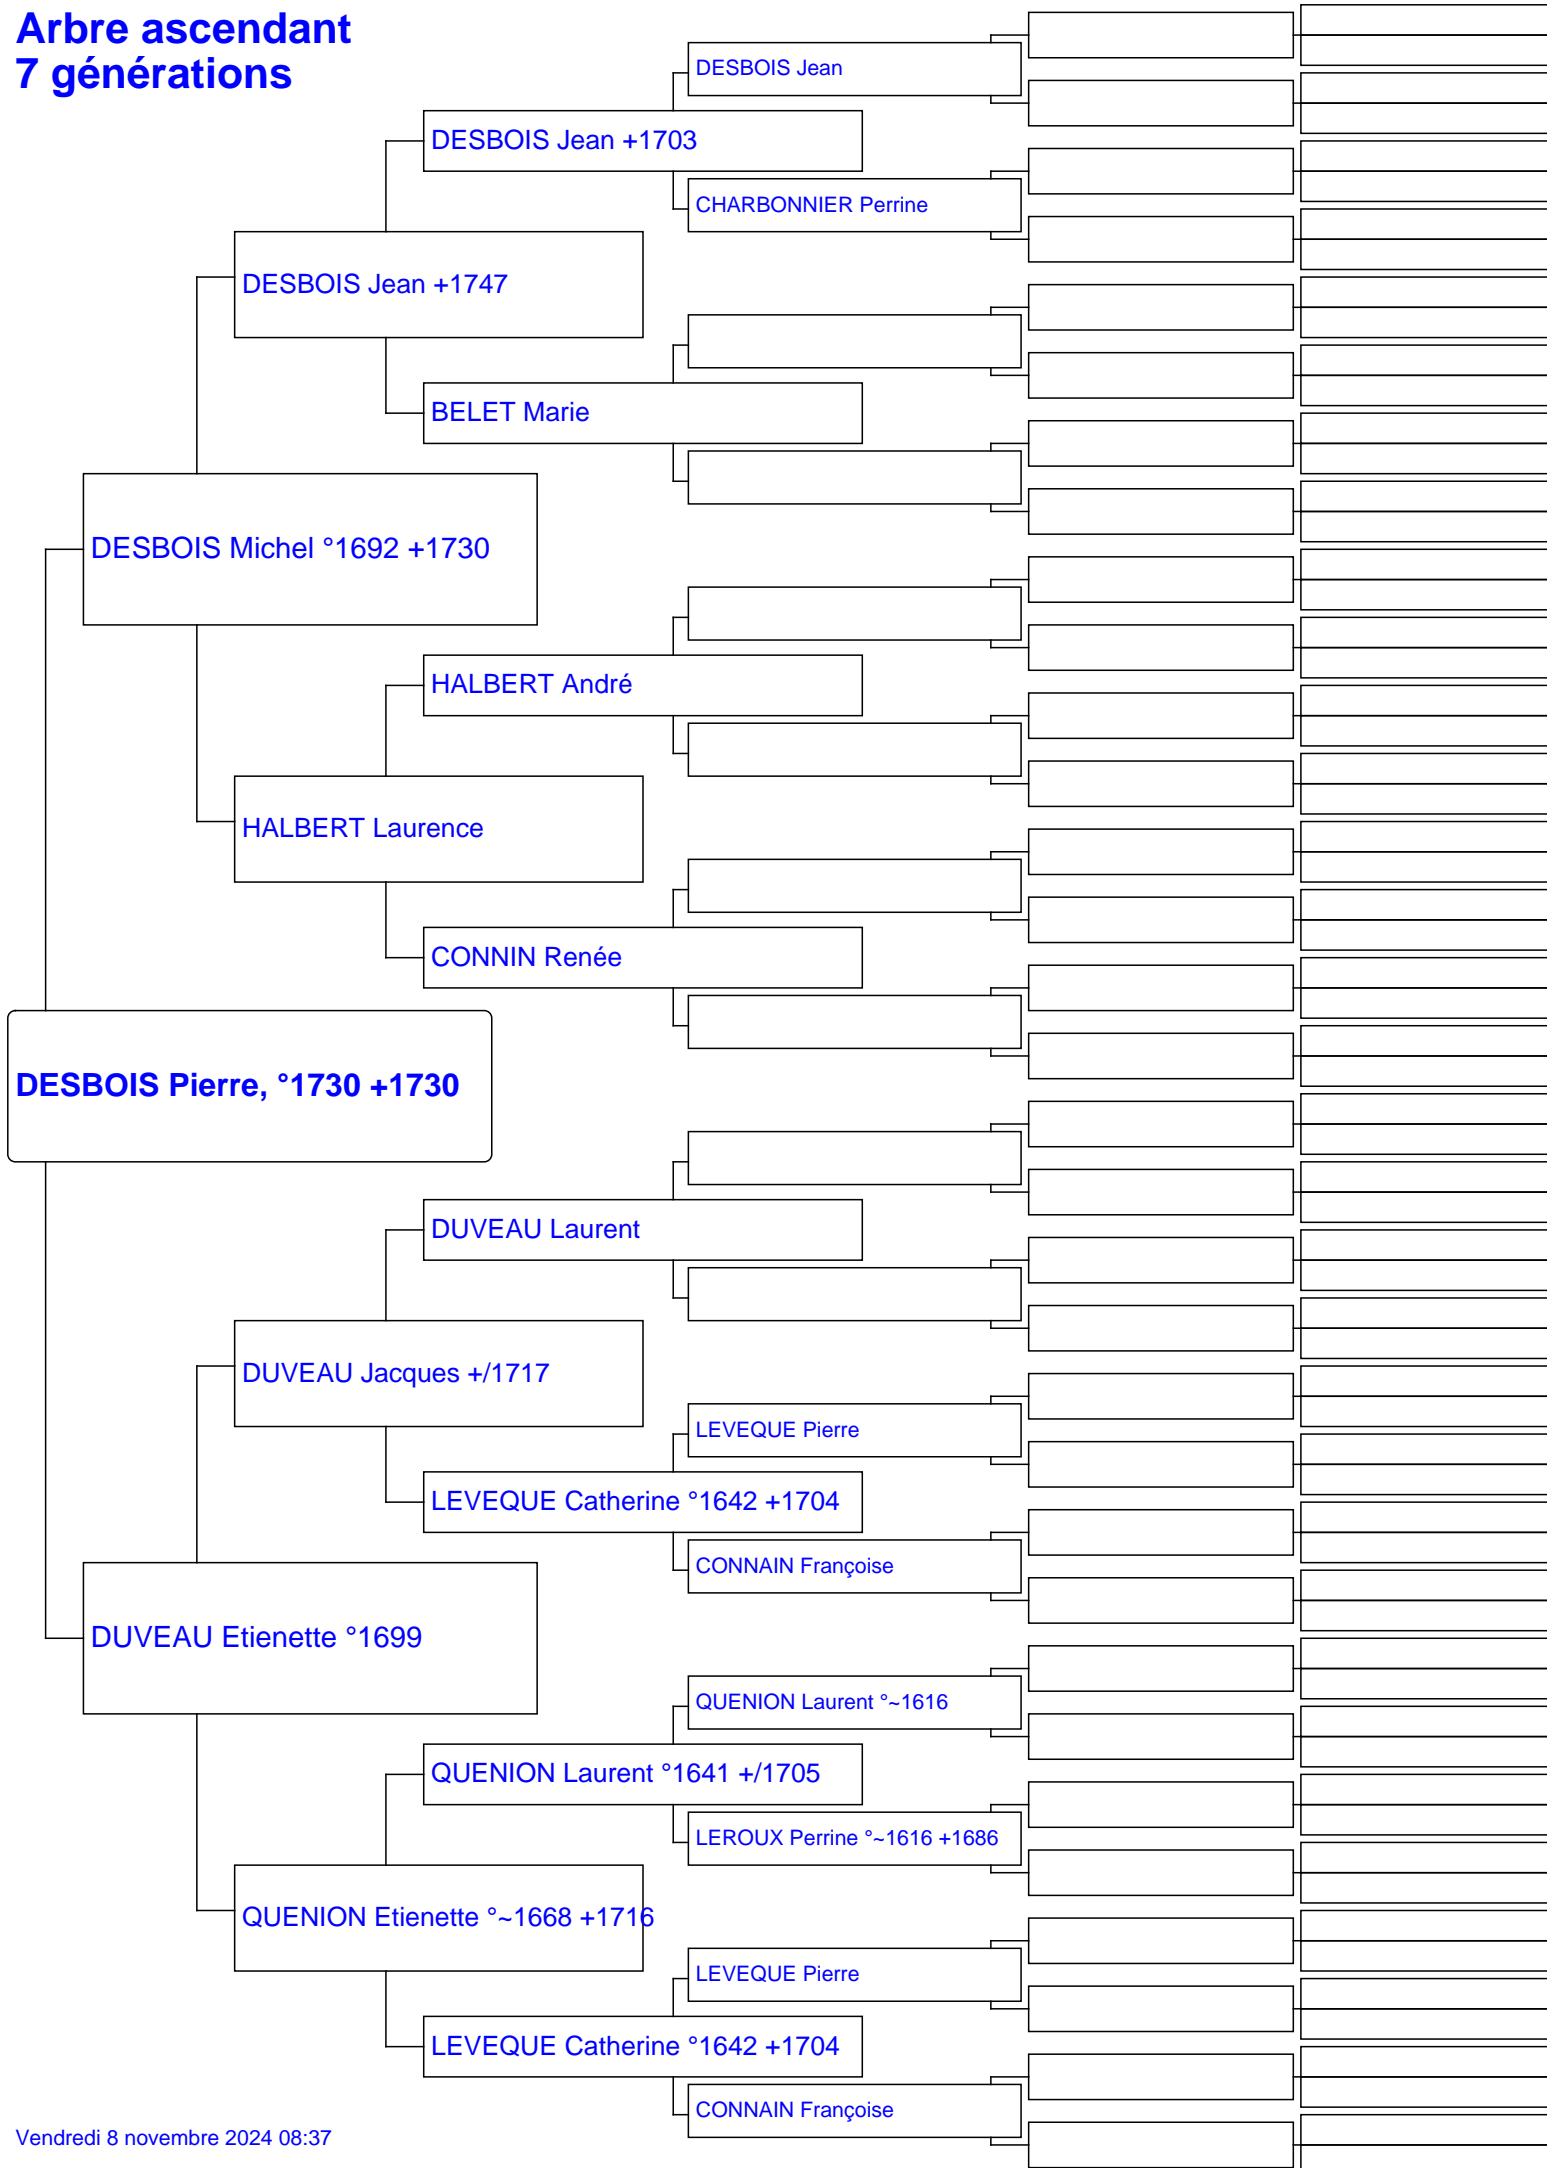 Arbre ascendant
7 générations
DESBOIS Jean
DESBOIS Jean +1703
CHARBONNIER Perrine
DESBOIS Jean +1747
BELET Marie
DESBOIS Michel °1692 +1730
HALBERT André
HALBERT Laurence
CONNIN Renée
DESBOIS Pierre, °1730 +1730
DUVEAU Laurent
DUVEAU Jacques +/1717
LEVEQUE Pierre
LEVEQUE Catherine °1642 +1704
CONNAIN Françoise
DUVEAU Etienette °1699
QUENION Laurent °~1616
QUENION Laurent °1641 +/1705
LEROUX Perrine °~1616 +1686
QUENION Etienette °~1668 +1716
LEVEQUE Pierre
LEVEQUE Catherine °1642 +1704
CONNAIN Françoise
Vendredi 8 novembre 2024 08:37